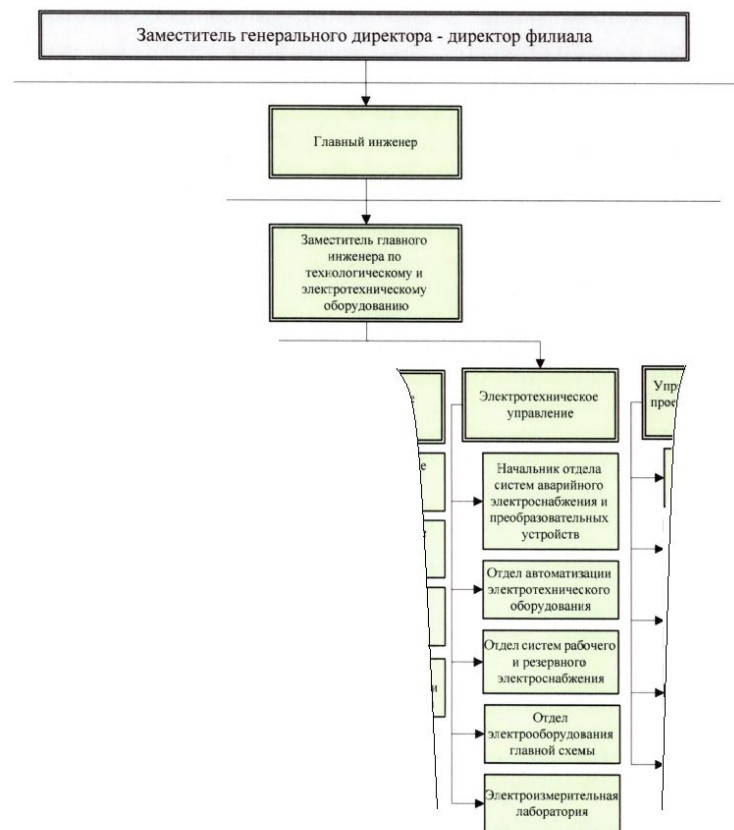 Заместитель генерального директора - директор филиала
Главный инженер
Заместитель главного
инженера по
технологическому и
электротехническому
оборудованию
Электротехническое
управление
Начальник отдела
систем аварийного
электроснабжения и
преобразовательных
устройств
Отдел автоматизации
электротехнического
оборудования
Отдел систем рабочего
и резервного
электроснабжения
Отдел
электрооборудования
главной схемы
Электроизмерительная
лаборатория